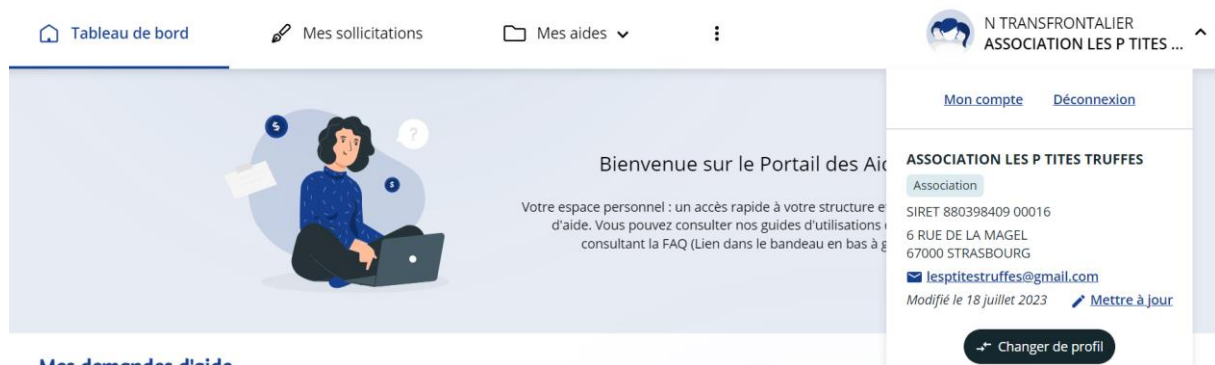 Tableau de bord
Mes sollicitations
Mes aides
N TRANSFRONTALIER
ASSOCIATION LES P TITES ...
Mon compte Déconnexion
?
$
$
Bienvenue sur le Portail des Aid
Votre espace personnel : un accès rapide à votre structure e
d'aide. Vous pouvez consulter nos guides d'utilisations
consultant la FAQ (Lien dans le bandeau en bas à g
ASSOCIATION LES P TITES TRUFFES
Association
SIRET 880398409 00016
6 RUE DE LA MAGEL
67000 STRASBOURG
lesptitestruffes@gmail.com
Modifié le 18 juillet 2023 Mettre à jour
Changer de profil
Mes demandes d'aide